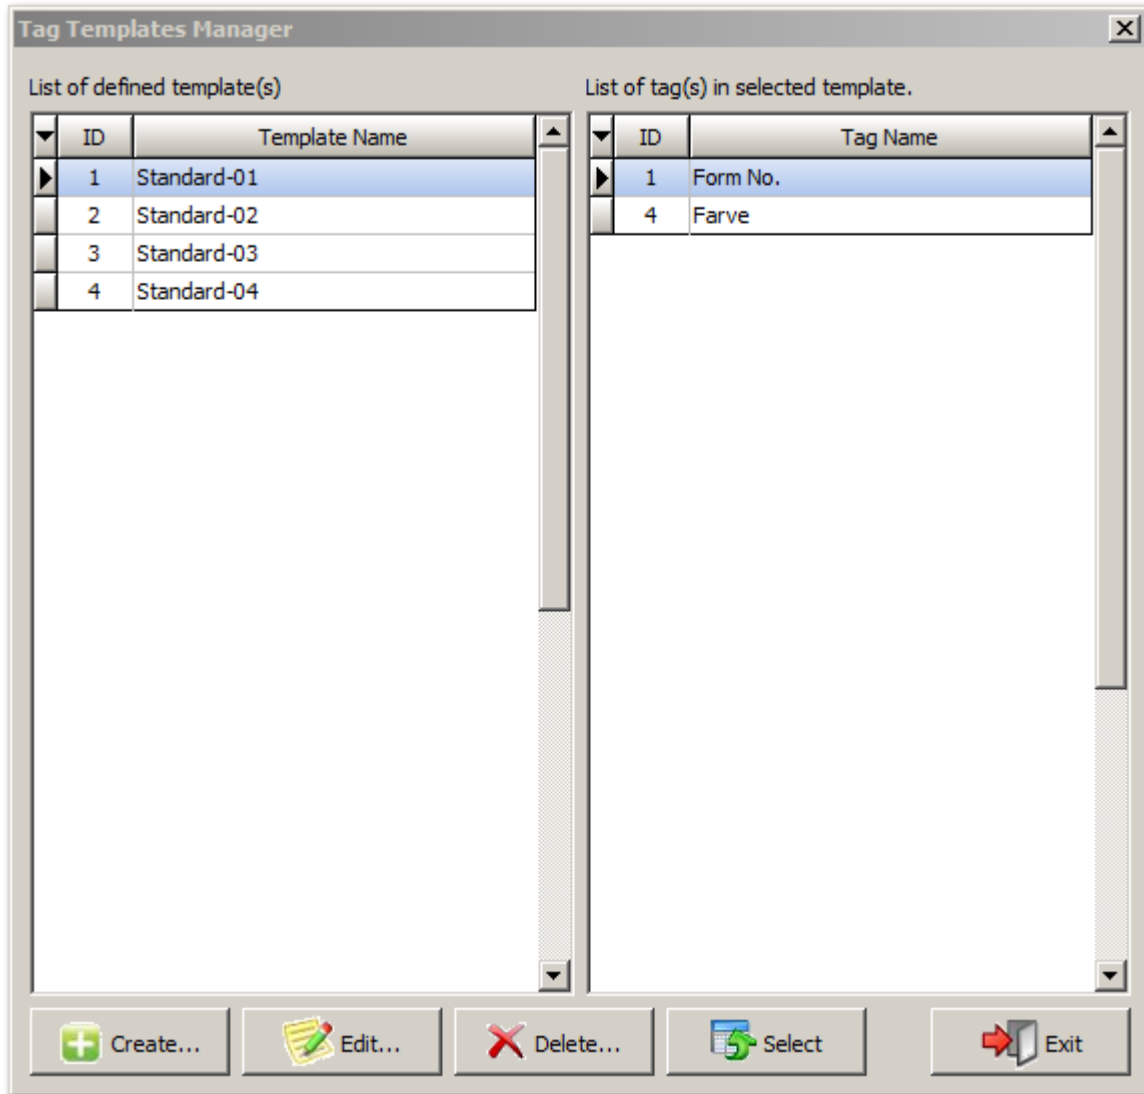 Tag Templates Manager
List of defined template(s)
ID Template Name
1 Standard-01
2 Standard-02
3 Standard-03
4 Standard-04
List of tag(s) in selected template.
ID Tag Name
1 Form No.
4 Farve
Create... Edit... Delete... Select Exit